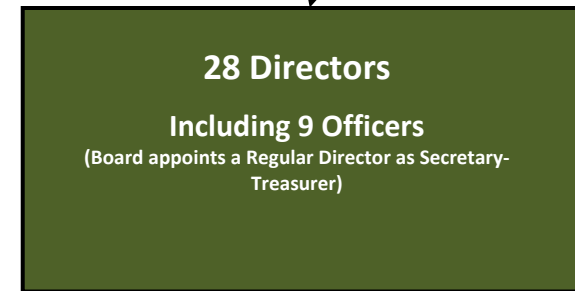 28 Directors
Including 9 Officers
(Board appoints a Regular Director as Secretary-
Treasurer)